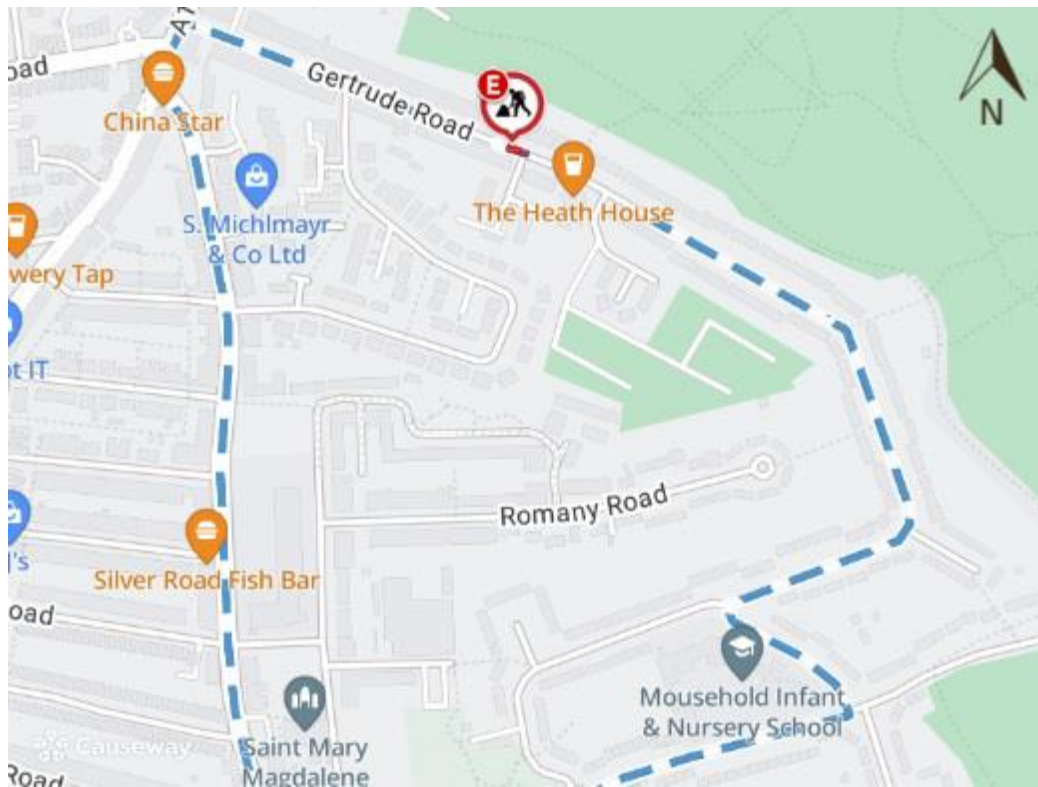 A1
oad
China Star
Gertrude Road
E
N
S. Michlmayr
& Co Ltd
The Heath House
wery Tap
ot IT
Romany Road
l's
Silver Road Fish Bar
oad
Mousehold Infant
& Nursery School
Causeway
Saint Mary
Magdalene
Road